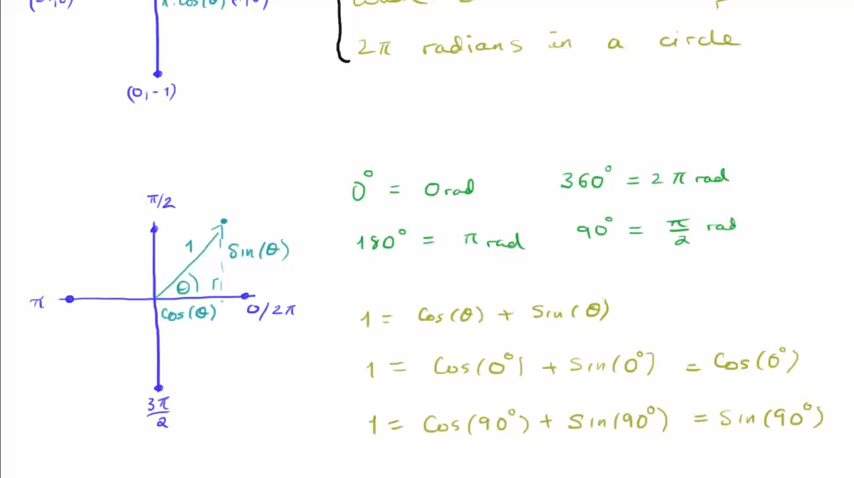 2π radians in a circle
(0,-1)
π/2
1
Sin(θ)
θ
π
Cos(θ)
0/2π
3π/2
0° = 0 rad
360° = 2π rad
180° = π rad
90° = π/2 rad
1 = Cos(θ) + Sin(θ)
1 = Cos(0°) + Sin(0°) = Cos(0°)
1 = Cos(90°) + Sin(90°) = Sin(90°)